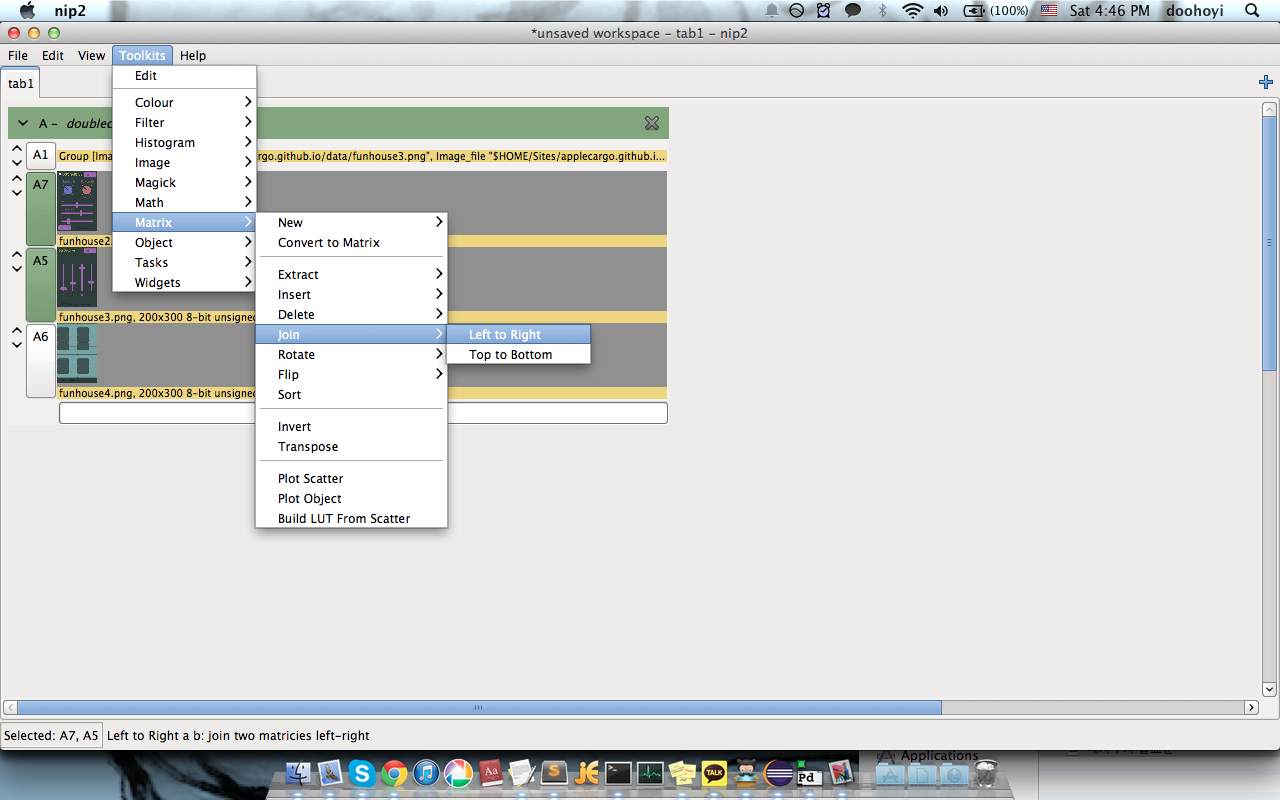 nip2
(100%)
Sat 4:46 PM
doohoyi
*unsaved workspace – tab1 – nip2
File Edit View Toolkits Help
tab1
Edit
Colour
Filter
Histogram
Image
Magick
Math
Matrix
Object
Tasks
Widgets
New
Convert to Matrix
Extract
Insert
Delete
Join
Rotate
Flip
Sort
Invert
Transpose
Plot Scatter
Plot Object
Build LUT From Scatter
Left to Right
Top to Bottom
A –
A1
Group [Ima
rgo.github.io/data/funhouse3.png", Image_file "$HOME/Sites/applecargo.github.i...
A7
funhouse2
A5
funhouse3.png, 200x300 8-bit unsigne
A6
funhouse4.png, 200x300 8-bit unsigne
Selected: A7, A5
Left to Right a b: join two matricies left-right
Applications
Aa
S
TALK
Pd